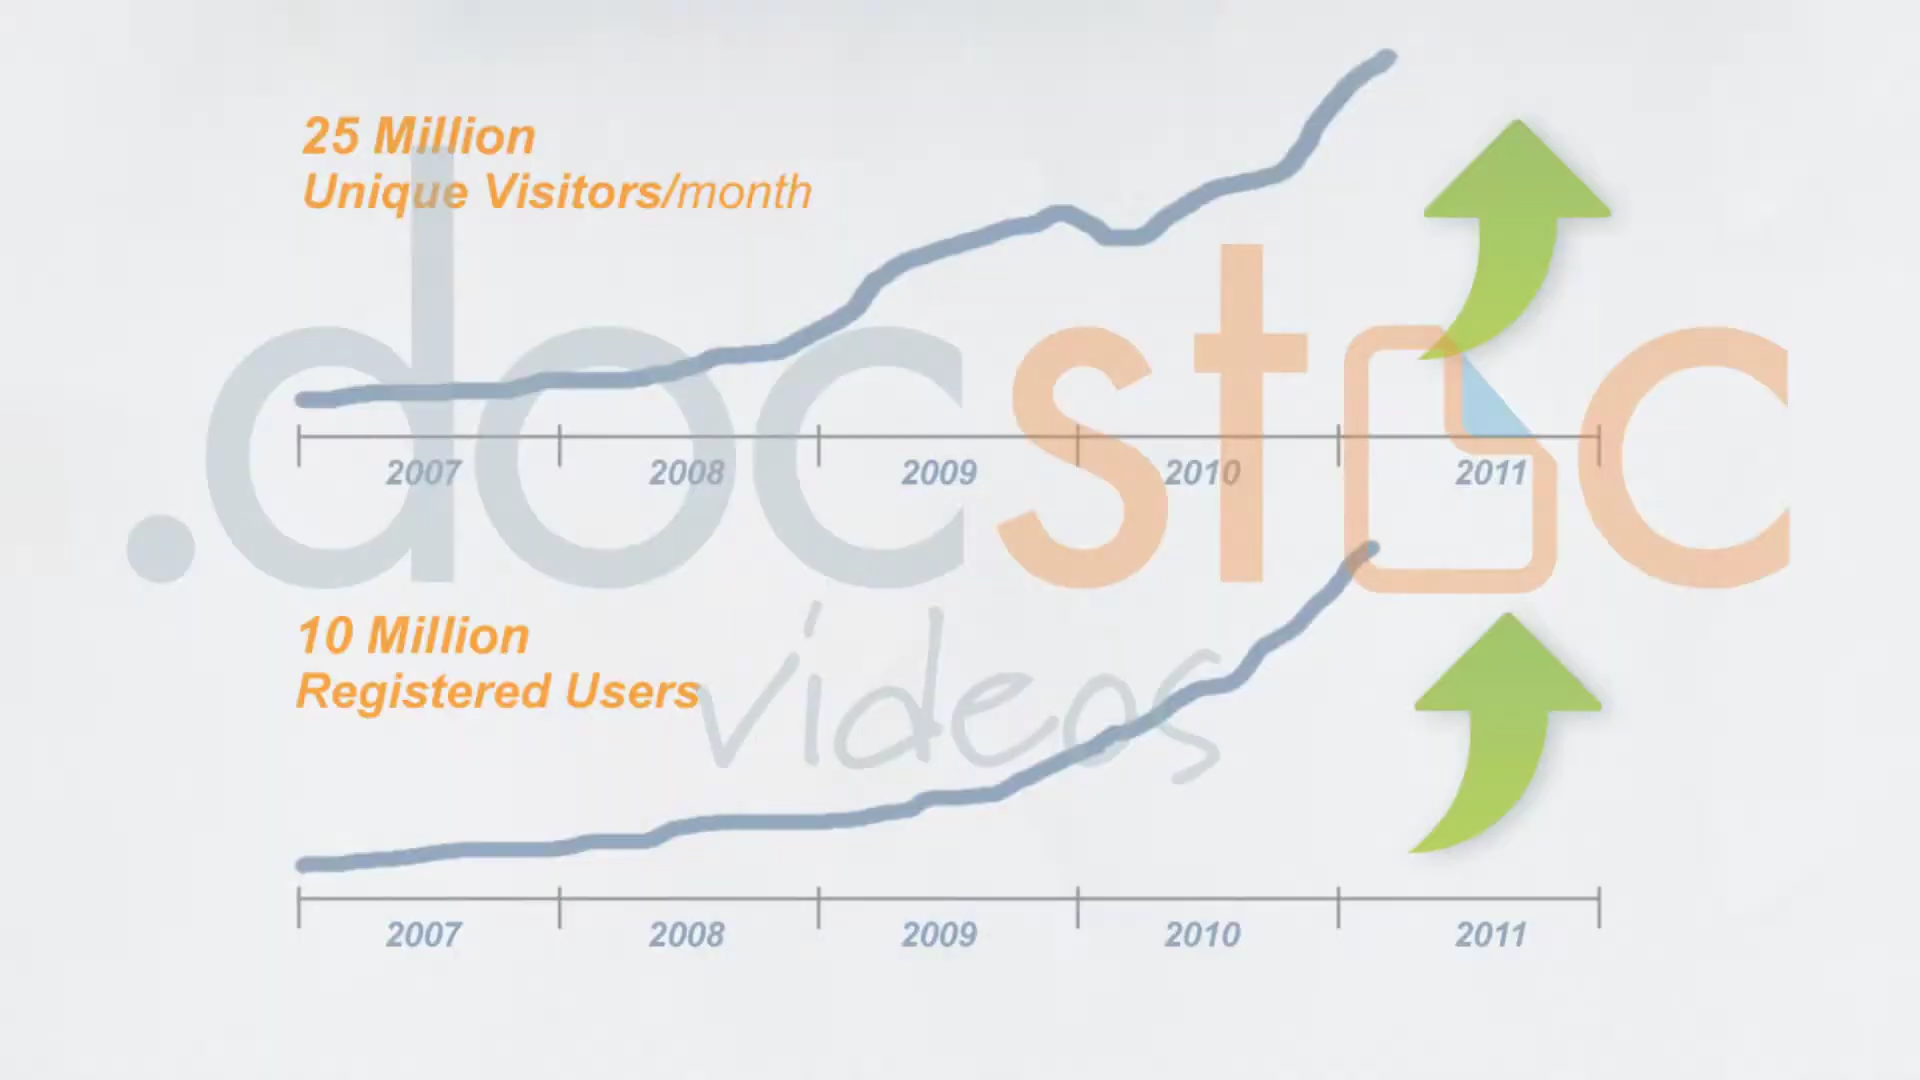 25 Million
Unique Visitors/month
2007 2008 2009 2010 2011
.docstoc
videos
10 Million
Registered Users
2007 2008 2009 2010 2011